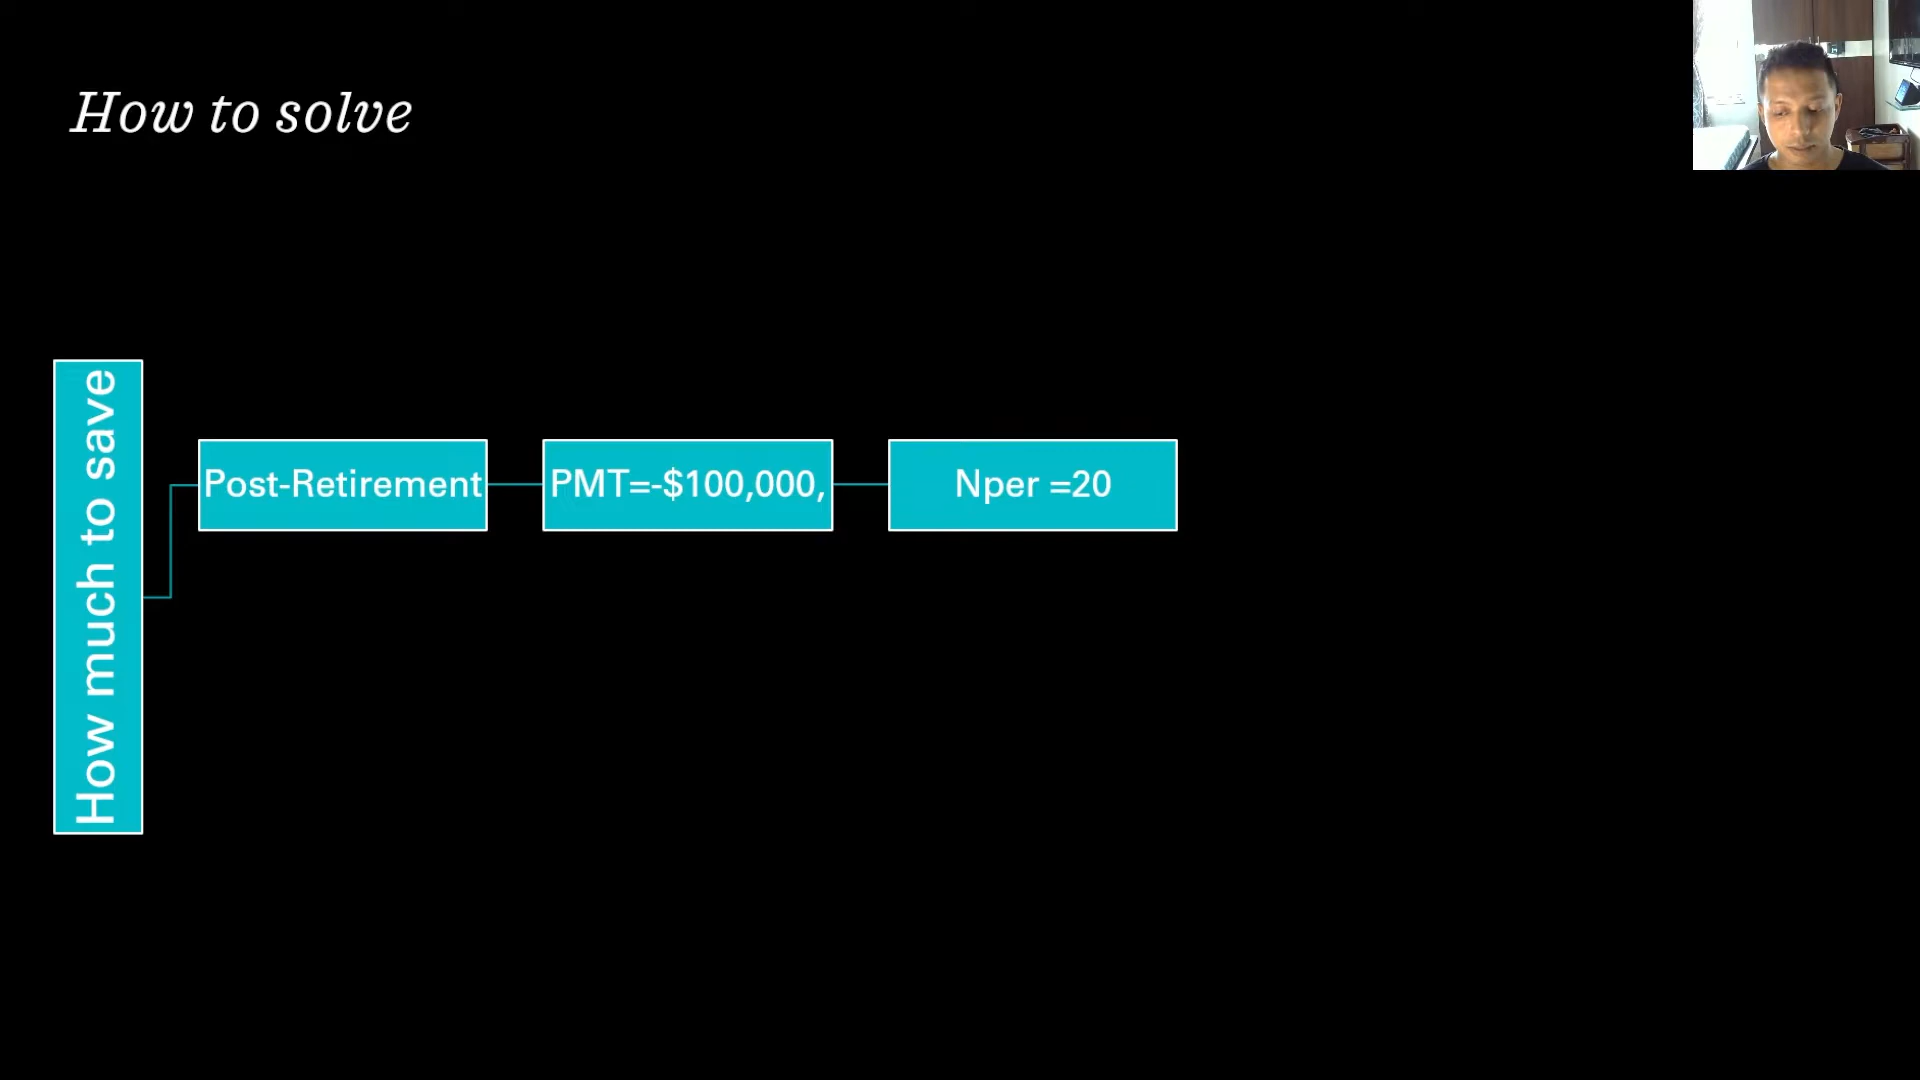 How to solve
How much to save
Post-Retirement
PMT=-$100,000,
Nper =20